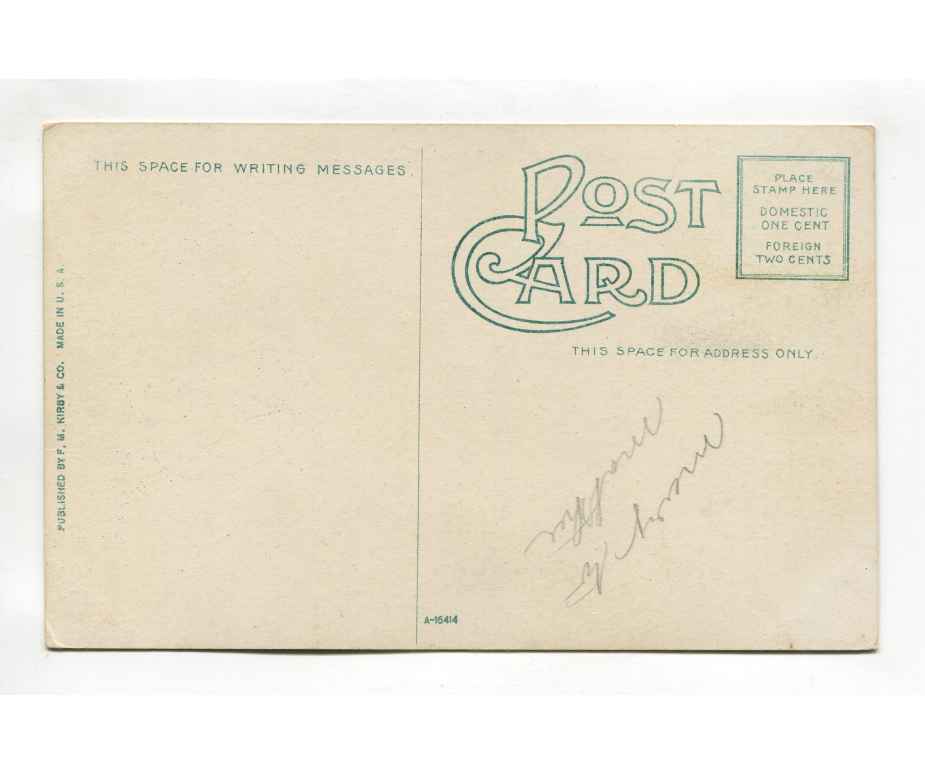 THIS SPACE FOR WRITING MESSAGES.
POST
CARD
PLACE
STAMP HERE
DOMESTIC
ONE CENT
FOREIGN
TWO CENTS
THIS SPACE FOR ADDRESS ONLY.
PUBLISHED BY F. M. KIRBY & CO. MADE IN U. S. A.
A-15414